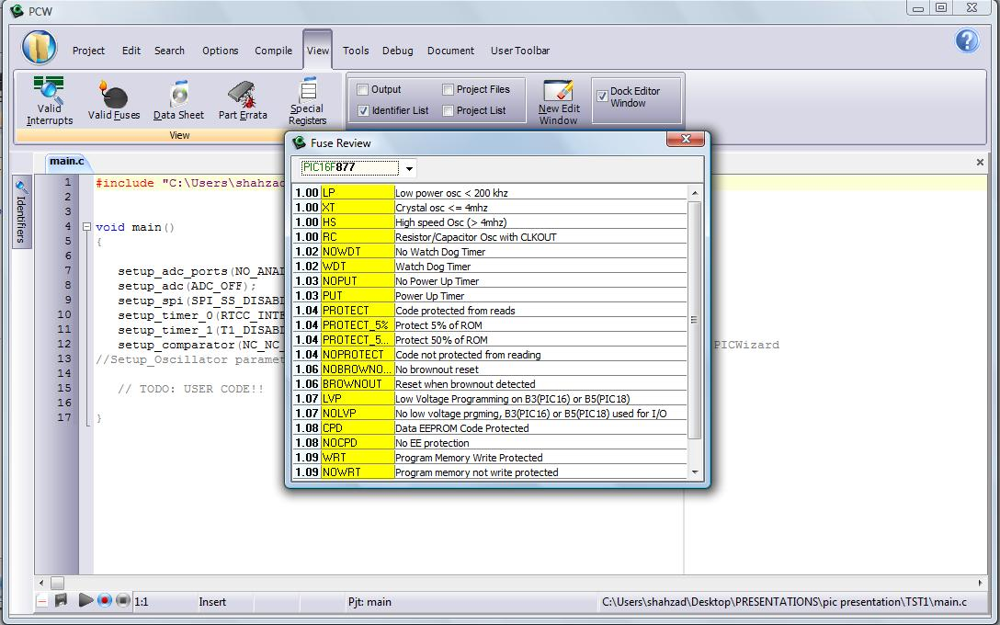 PCW
Project Edit Search Options Compile View Tools Debug Document User Toolbar
Valid Interrupts
Valid Fuses
Data Sheet
Part Errata
Special Registers
View
Output
Project Files
Identifier List
Project List
New Edit Window
Dock Editor Window
main.c
Identifiers
Fuse Review
PIC16F877
1.00 LP Low power osc < 200 khz
1.00 XT Crystal osc <= 4mhz
1.00 HS High speed Osc (> 4mhz)
1.00 RC Resistor/Capacitor Osc with CLKOUT
1.02 NOWDT No Watch Dog Timer
1.02 WDT Watch Dog Timer
1.03 NOPUT No Power Up Timer
1.03 PUT Power Up Timer
1.04 PROTECT Code protected from reads
1.04 PROTECT_5% Protect 5% of ROM
1.04 PROTECT_5... Protect 50% of ROM
1.04 NOPROTECT Code not protected from reading
1.06 NOBROWNO... No brownout reset
1.06 BROWNOUT Reset when brownout detected
1.07 LVP Low Voltage Programming on B3(PIC16) or B5(PIC18)
1.07 NOLVP No low voltage prgming, B3(PIC16) or B5(PIC18) used for I/O
1.08 CPD Data EEPROM Code Protected
1.08 NOCPD No EE protection
1.09 WRT Program Memory Write Protected
1.09 NOWRT Program memory not write protected
1 #include "C:\Users\shahzad
2
3
4 void main()
5 {
6
7 setup_adc_ports(NO_ANAL
8 setup_adc(ADC_OFF);
9 setup_spi(SPI_SS_DISABL
10 setup_timer_0(RTCC_INTE
11 setup_timer_1(T1_DISABL
12 setup_comparator(NC_NC_ PICWizard
13 //Setup_Oscillator paramet
14
15 // TODO: USER CODE!!
16
17 }
1:1 Insert Pjt: main C:\Users\shahzad\Desktop\PRESENTATIONS\pic presentation\TST1\main.c